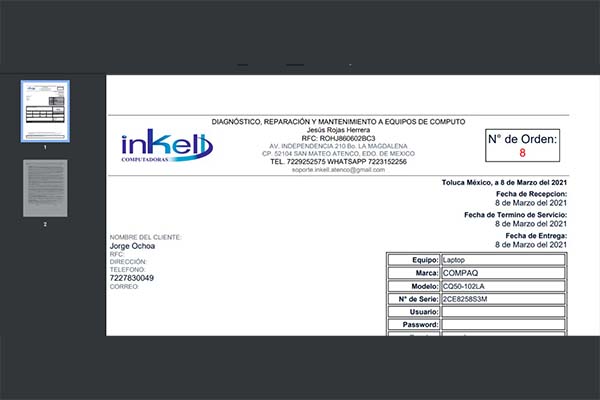 DIAGNÓSTICO, REPARACIÓN Y MANTENIMIENTO A EQUIPOS DE COMPUTO
Jesús Rojas Herrera
RFC: ROHJ860602BC3
AV. INDEPENDENCIA 210 Bo. LA MAGDALENA
CP. 52104 SAN MATEO ATENCO, EDO. DE MEXICO
TEL. 7229252575 WHATSAPP 7223152256
soporte.inkell.atenco@gmail.com
inkell
COMPUTADORAS
N° de Orden:
8
Toluca México, a 8 de Marzo del 2021
Fecha de Recepcion:
8 de Marzo del 2021
Fecha de Termino de Servicio:
8 de Marzo del 2021
Fecha de Entrega:
8 de Marzo del 2021
NOMBRE DEL CLIENTE:
Jorge Ochoa
RFC:
DIRECCIÓN:
TELEFONO:
7227830049
CORREO:
Equipo: Laptop
Marca: COMPAQ
Modelo: CQ50-102LA
N° de Serie: 2CE8258S3M
Usuario:
Password:
1
2